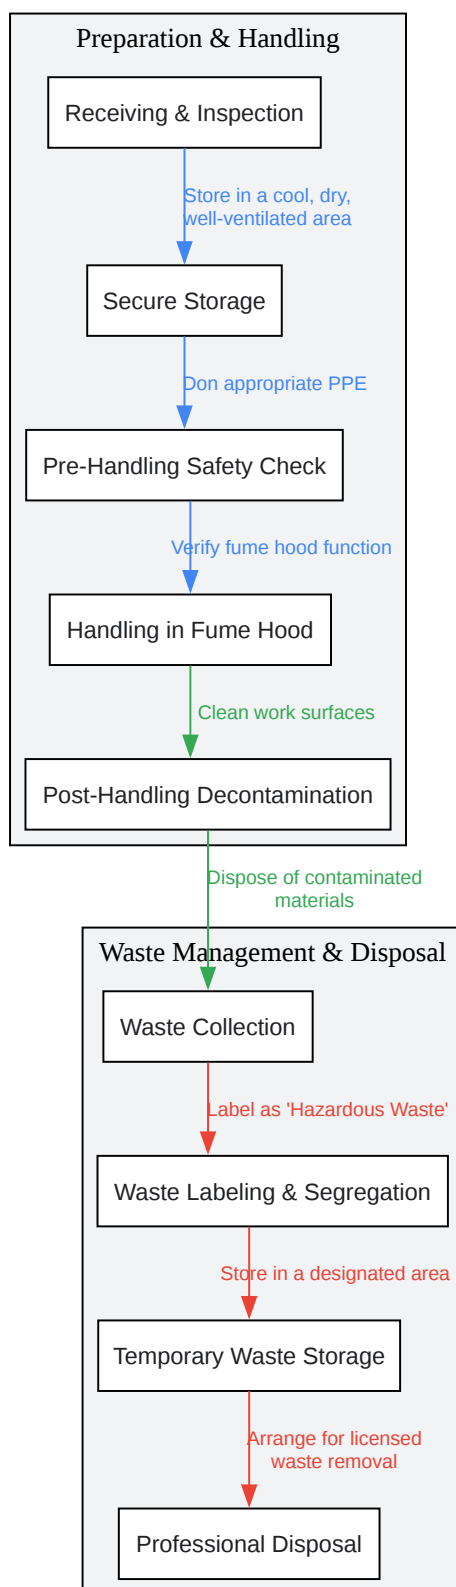 Preparation & Handling
Receiving & Inspection
Store in a cool, dry,
well-ventilated area
Secure Storage
Don appropriate PPE
Pre-Handling Safety Check
Verify fume hood function
Handling in Fume Hood
Clean work surfaces
Post-Handling Decontamination
Dispose of contaminated
materials
Waste Management & Disposal
Waste Collection
Label as 'Hazardous Waste'
Waste Labeling & Segregation
Store in a designated area
Temporary Waste Storage
Arrange for licensed
waste removal
Professional Disposal